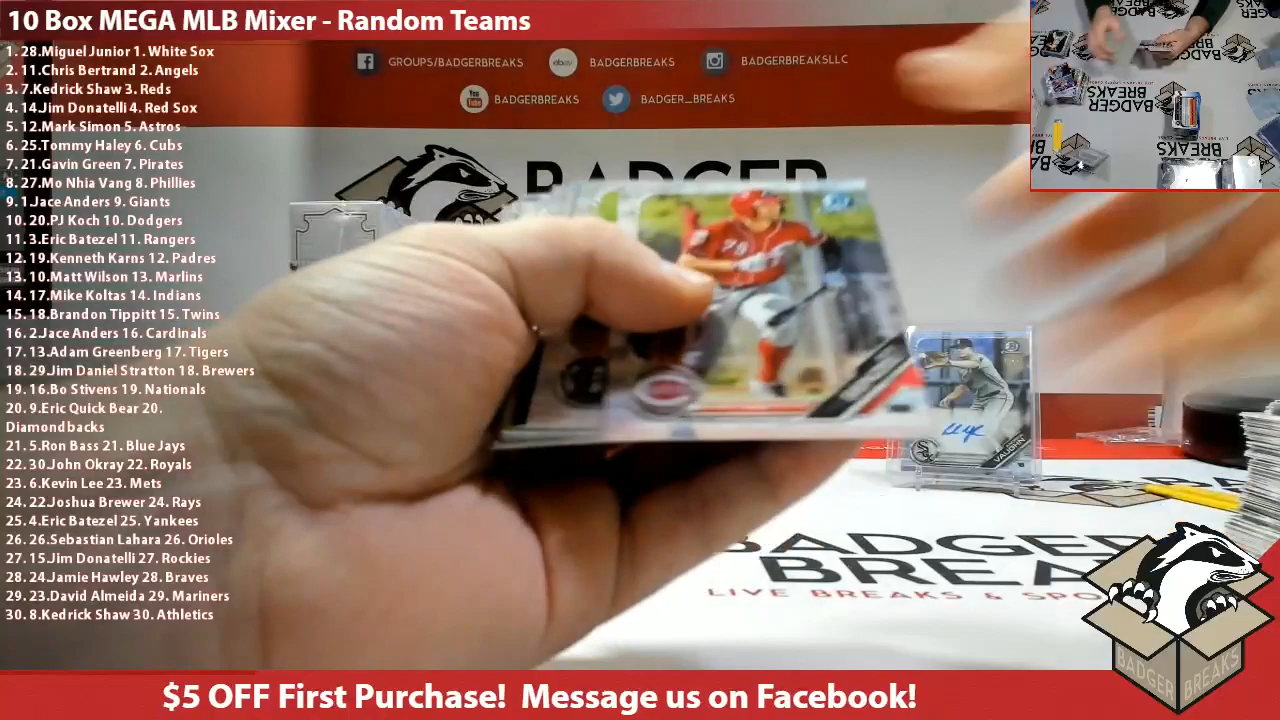 10 Box MEGA MLB Mixer - Random Teams
1. 28.Miguel Junior 1. White Sox
2. 11.Chris Bertrand 2. Angels
3. 7.Kedrick Shaw 3. Reds
4. 14.Jim Donatelli 4. Red Sox
5. 12.Mark Simon 5. Astros
6. 25.Tommy Haley 6. Cubs
7. 21.Gavin Green 7. Pirates
8. 27.Mo Nhia Vang 8. Phillies
9. 1.Jace Anders 9. Giants
10. 20.PJ Koch 10. Dodgers
11. 3.Eric Batezel 11. Rangers
12. 19.Kenneth Karns 12. Padres
13. 10.Matt Wilson 13. Marlins
14. 17.Mike Koltas 14. Indians
15. 18.Brandon Tippitt 15. Twins
16. 2.Jace Anders 16. Cardinals
17. 13.Adam Greenberg 17. Tigers
18. 29.Jim Daniel Stratton 18. Brewers
19. 16.Bo Stivens 19. Nationals
20. 9.Eric Quick Bear 20.
Diamondbacks
21. 5.Ron Bass 21. Blue Jays
22. 30.John Okray 22. Royals
23. 6.Kevin Lee 23. Mets
24. 22.Joshua Brewer 24. Rays
25. 4.Eric Batezel 25. Yankees
26. 26.Sebastian Lahara 26. Orioles
27. 15.Jim Donatelli 27. Rockies
28. 24.Jamie Hawley 28. Braves
29. 23.David Almeida 29. Mariners
30. 8.Kedrick Shaw 30. Athletics
GROUPS/BADGERBREAKS
ebay BADGERBREAKS
BADGERBREAKSLLC
You Tube BADGERBREAKS
BADGER_BREAKS
BADGER
BADGER
BREAKS
BREAKS
VAUGHN
BADGER
BREA
LIVE BREAKS & SPO
BADGER BREAKS
$5 OFF First Purchase! Message us on Facebook!